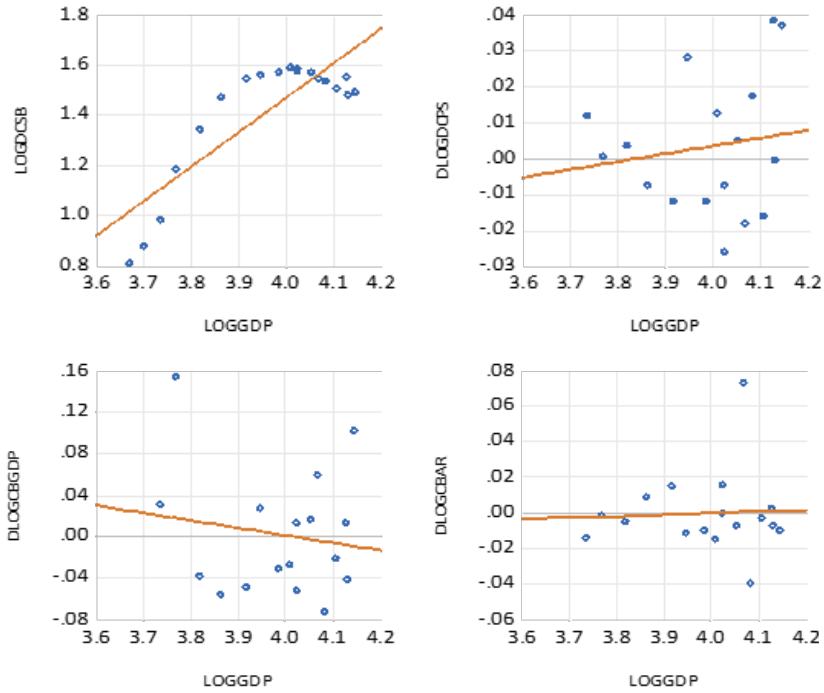 1.8
1.6
1.4
1.2
1.0
0.8
LOGDCSB
3.6 3.7 3.8 3.9 4.0 4.1 4.2
LOGGDP
.04
.03
.02
.01
.00
-.01
-.02
-.03
DLOGDCPS
3.6 3.7 3.8 3.9 4.0 4.1 4.2
LOGGDP
.16
.12
.08
.04
.00
-.04
-.08
DLOGCBGDP
3.6 3.7 3.8 3.9 4.0 4.1 4.2
LOGGDP
.08
.06
.04
.02
.00
-.02
-.04
-.06
DLOGCBAR
3.6 3.7 3.8 3.9 4.0 4.1 4.2
LOGGDP